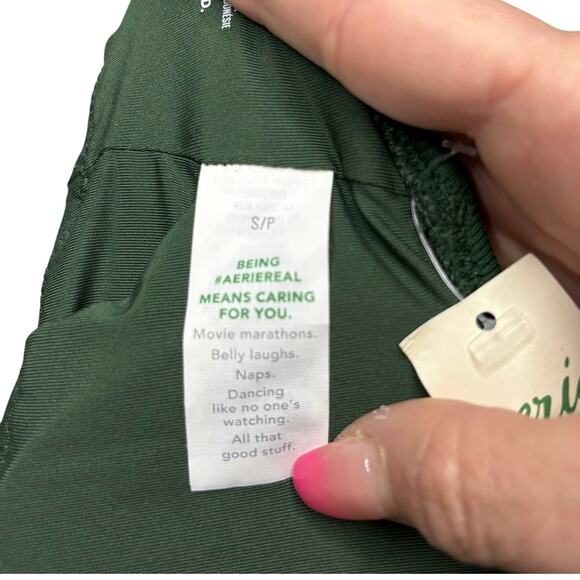 D.
S/P
BEING
#AERIEREAL
MEANS CARING
FOR YOU.
Movie marathons.
Belly laughs.
Naps.
Dancing
like no one's
watching.
All that
good stuff.